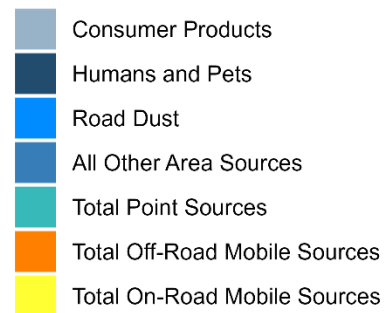 Consumer Products
Humans and Pets
Road Dust
All Other Area Sources
Total Point Sources
Total Off-Road Mobile Sources
Total On-Road Mobile Sources